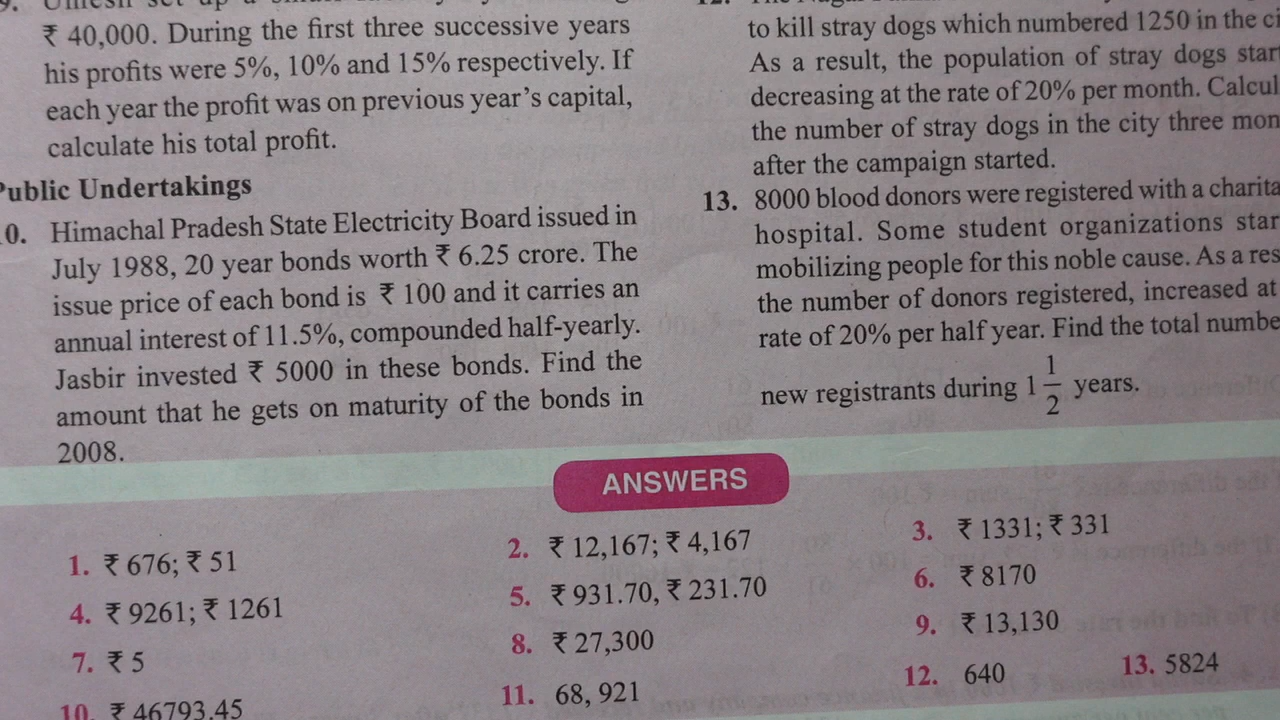 ₹ 40,000. During the first three successive years
his profits were 5%, 10% and 15% respectively. If
each year the profit was on previous year's capital,
calculate his total profit.
Public Undertakings
0. Himachal Pradesh State Electricity Board issued in
July 1988, 20 year bonds worth ₹ 6.25 crore. The
issue price of each bond is ₹ 100 and it carries an
annual interest of 11.5%, compounded half-yearly.
Jasbir invested ₹ 5000 in these bonds. Find the
amount that he gets on maturity of the bonds in
2008.
to kill stray dogs which numbered 1250 in the
As a result, the population of stray dogs
decreasing at the rate of 20% per month.
the number of stray dogs in the city three
after the campaign started.
13. 8000 blood donors were registered with a
hospital. Some student organizations
mobilizing people for this noble cause. As a
the number of donors registered, increased at
rate of 20% per half year. Find the total
new registrants during 1 1/2 years.
ANSWERS
1. ₹ 676; ₹ 51 2. ₹ 12,167; ₹ 4,167 3. ₹ 1331; ₹ 331
4. ₹ 9261; ₹ 1261 5. ₹ 931.70, ₹ 231.70 6. ₹ 8170
7. ₹ 5 8. ₹ 27,300 9. ₹ 13,130
10. ₹ 46793.45 11. 68, 921 12. 640 13. 5824